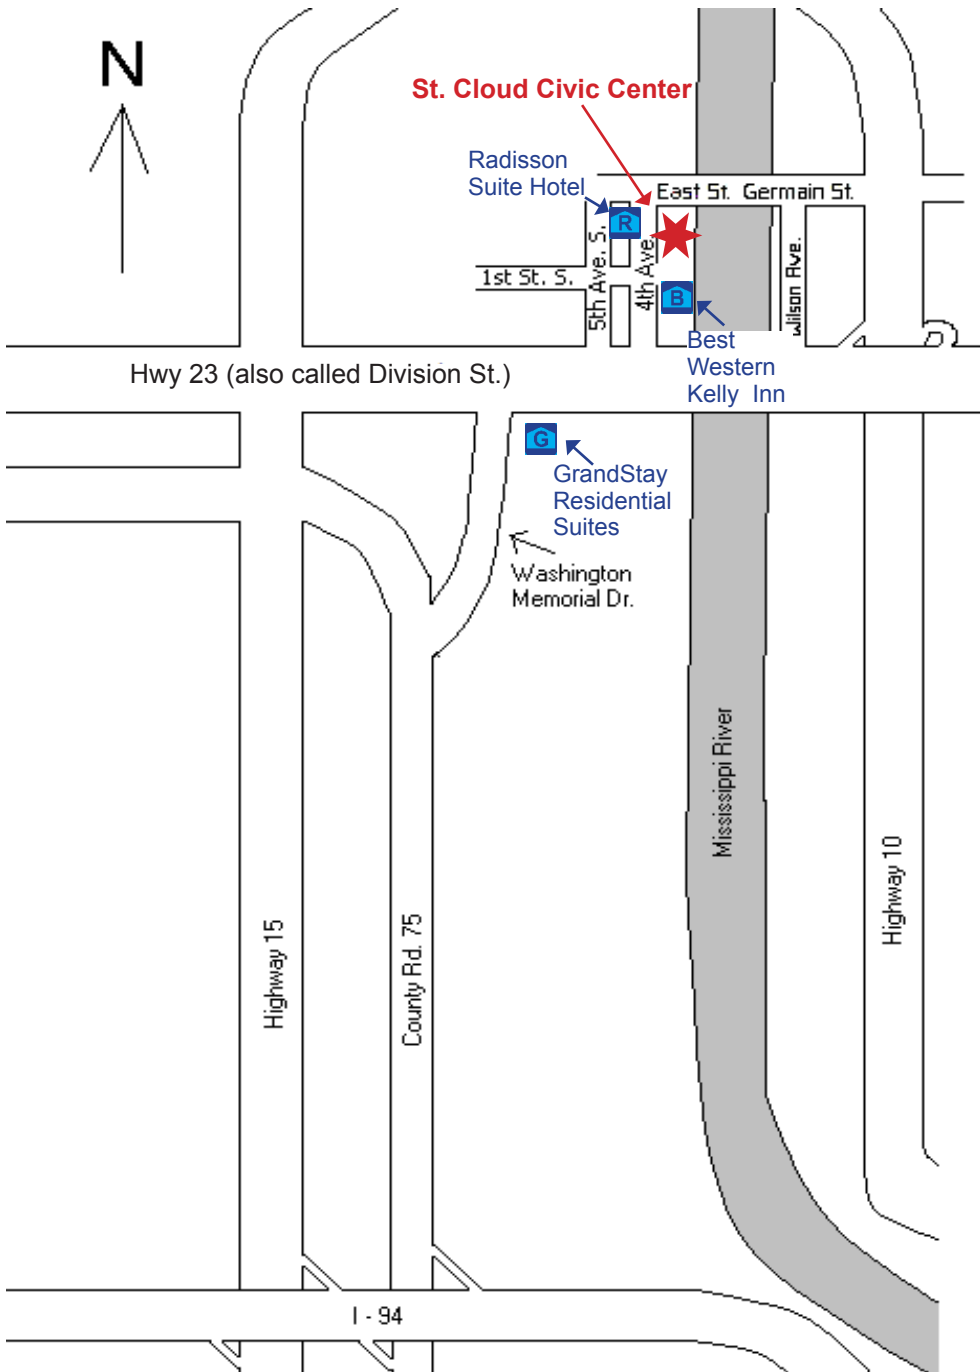 N
St. Cloud Civic Center
Radisson
Suite Hotel
East St. Germain St.
R
1st St. S.
5th Ave. S.
4th Ave.
Wilson Ave.
B
Best
Western
Kelly Inn
Hwy 23 (also called Division St.)
G
GrandStay
Residential
Suites
Washington
Memorial Dr.
Mississippi River
Highway 10
Highway 15
County Rd. 75
I - 94